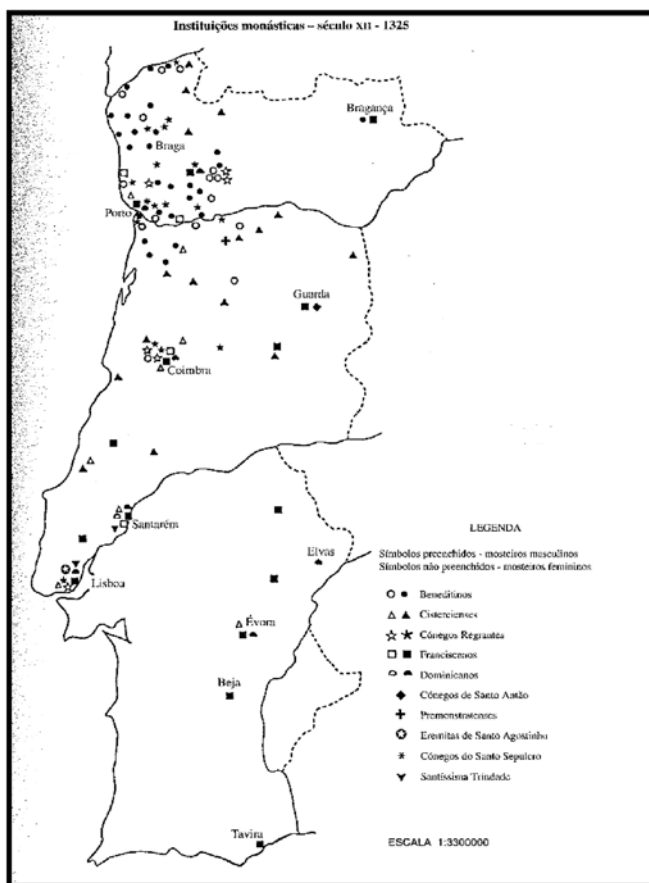 Instituições monásticas – século XII - 1325
Bragança
Braga
Porto
Guarda
Coimbra
Santarém
Elvas
Lisboa
Évora
Beja
Tavira
LEGENDA
Símbolos preenchidos - mosteiros masculinos
Símbolos não preenchidos - mosteiros femininos
Beneditinos
Cistercienses
Cónegos Regrantes
Franciscanos
Dominicanos
Cónegos de Santo Antão
Premonstratenses
Eremitas de Santo Agostinho
Cónegos do Santo Sepulcro
Santíssima Trindade
ESCALA 1:3300000